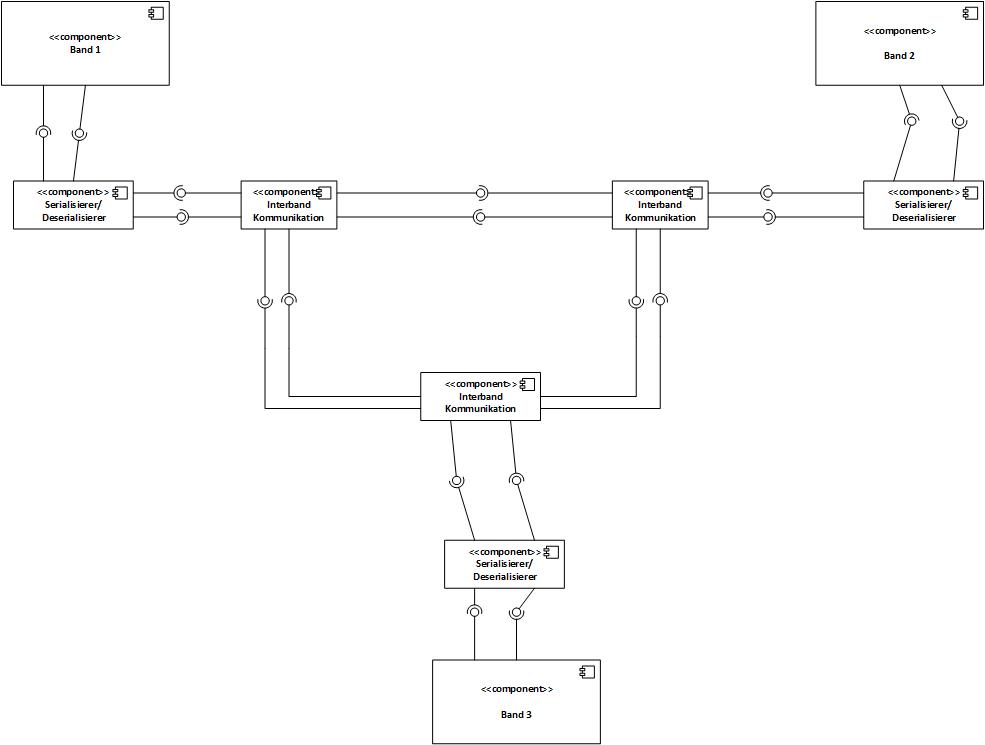 <<component>>
Band 1
<<component>>
Band 2
<<component>>
Serialisierer/
Deserialisierer
<<component>>
Interband
Kommunikation
<<component>>
Interband
Kommunikation
<<component>>
Serialisierer/
Deserialisierer
<<component>>
Interband
Kommunikation
<<component>>
Serialisierer/
Deserialisierer
<<component>>
Band 3